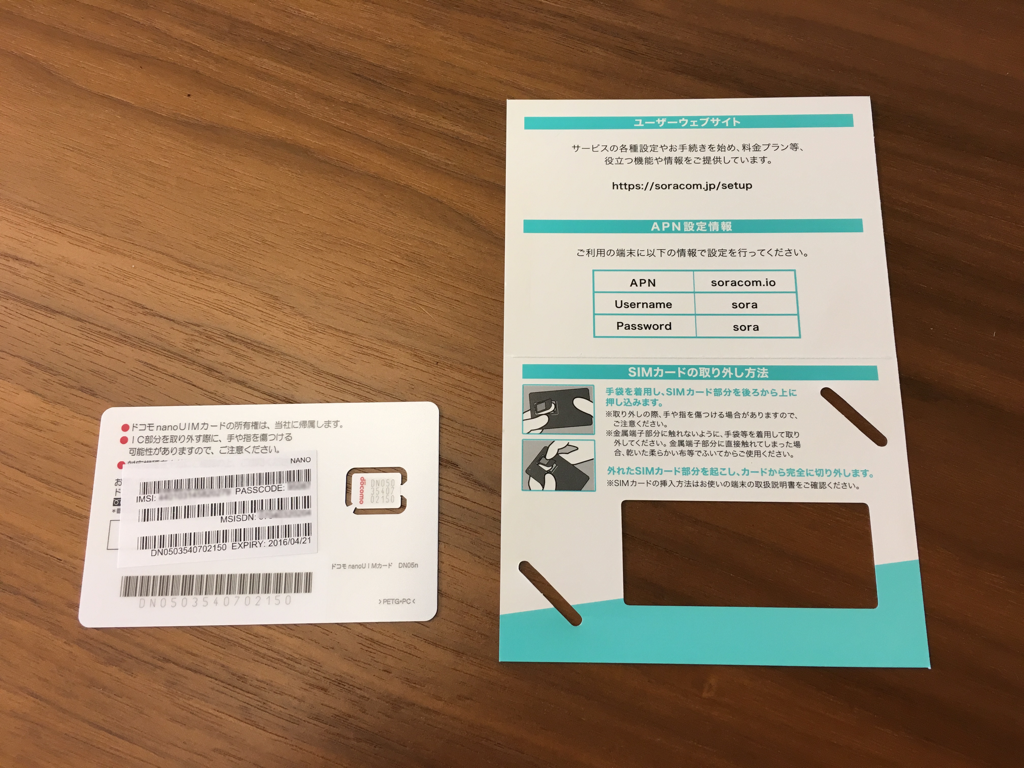 ●ドコモnanoUIMカードの所有権は、当社に帰属します。
●IC部分を取り外す際に、手や指を傷つける
可能性がありますので、ご注意ください。
お
ド
NANO
IMSI: PASSCODE:
MSISDN:
DN0503540702150 EXPIRY: 2016/04/21
docomo
DN050
35407
02150
ドコモnanoUIMカード DN05n
DN0503540702150
>PETG+PC<
ユーザーウェブサイト
サービスの各種設定やお手続きを始め、料金プラン等、
役立つ機能や情報をご提供しています。
https://soracom.jp/setup
APN設定情報
ご利用の端末に以下の情報で設定を行ってください。
APN soracom.io
Username sora
Password sora
SIMカードの取り外し方法
手袋を着用し、SIMカード部分を後ろから上に
押し込みます。
※取り外しの際、手や指を傷つける場合がありますので、
ご注意ください。
※金属端子部分に触れないように、手袋等を着用して取り
外してください。金属端子部分に直接触れてしまった場
合、乾いた柔らかい布等でふいてからご使用ください。
外れたSIMカード部分を起こし、カードから完全に切り外します。
※SIMカードの挿入方法はお使いの端末の取扱説明書をご確認ください。